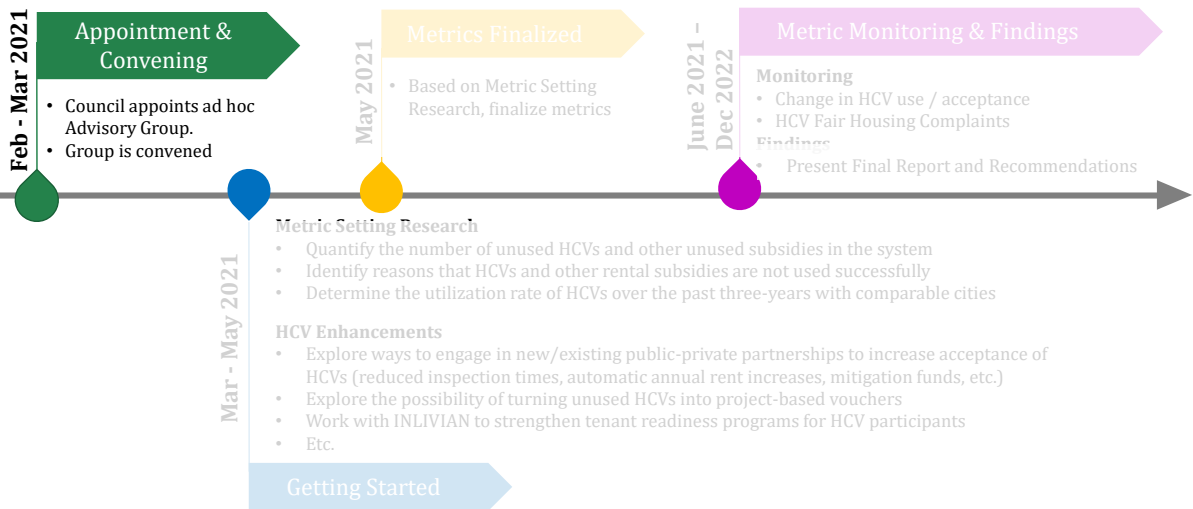 Feb - Mar 2021
Appointment &
Convening
• Council appoints ad hoc
Advisory Group.
• Group is convened
May 2021
Metrics Finalized
• Based on Metric Setting
Research, finalize metrics
June 2021 –
Dec 2022
Metric Monitoring & Findings
Monitoring
• Change in HCV use / acceptance
• HCV Fair Housing Complaints
Findings
• Present Final Report and Recommendations
Mar - May 2021
Metric Setting Research
• Quantify the number of unused HCVs and other unused subsidies in the system
• Identify reasons that HCVs and other rental subsidies are not used successfully
• Determine the utilization rate of HCVs over the past three-years with comparable cities
HCV Enhancements
• Explore ways to engage in new/existing public-private partnerships to increase acceptance of
HCVs (reduced inspection times, automatic annual rent increases, mitigation funds, etc.)
• Explore the possibility of turning unused HCVs into project-based vouchers
• Work with INLIVIAN to strengthen tenant readiness programs for HCV participants
• Etc.
Getting Started